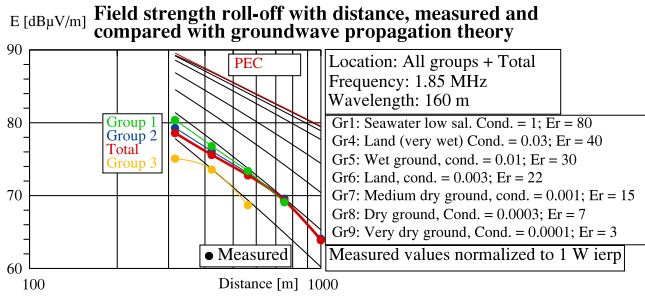 Field strength roll-off with distance, measured and
compared with groundwave propagation theory
E [dBµV/m]
90
80
70
60
PEC
Group 1
Group 2
Total
Group 3
Measured
100
Distance [m]
1000
Location: All groups + Total
Frequency: 1.85 MHz
Wavelength: 160 m
Gr1: Seawater low sal. Cond. = 1; Er = 80
Gr4: Land (very wet) Cond. = 0.03; Er = 40
Gr5: Wet ground, cond. = 0.01; Er = 30
Gr6: Land, cond. = 0.003; Er = 22
Gr7: Medium dry ground, cond. = 0.001; Er = 15
Gr8: Dry ground, Cond. = 0.0003; Er = 7
Gr9: Very dry ground, Cond. = 0.0001; Er = 3
Measured values normalized to 1 W ierp